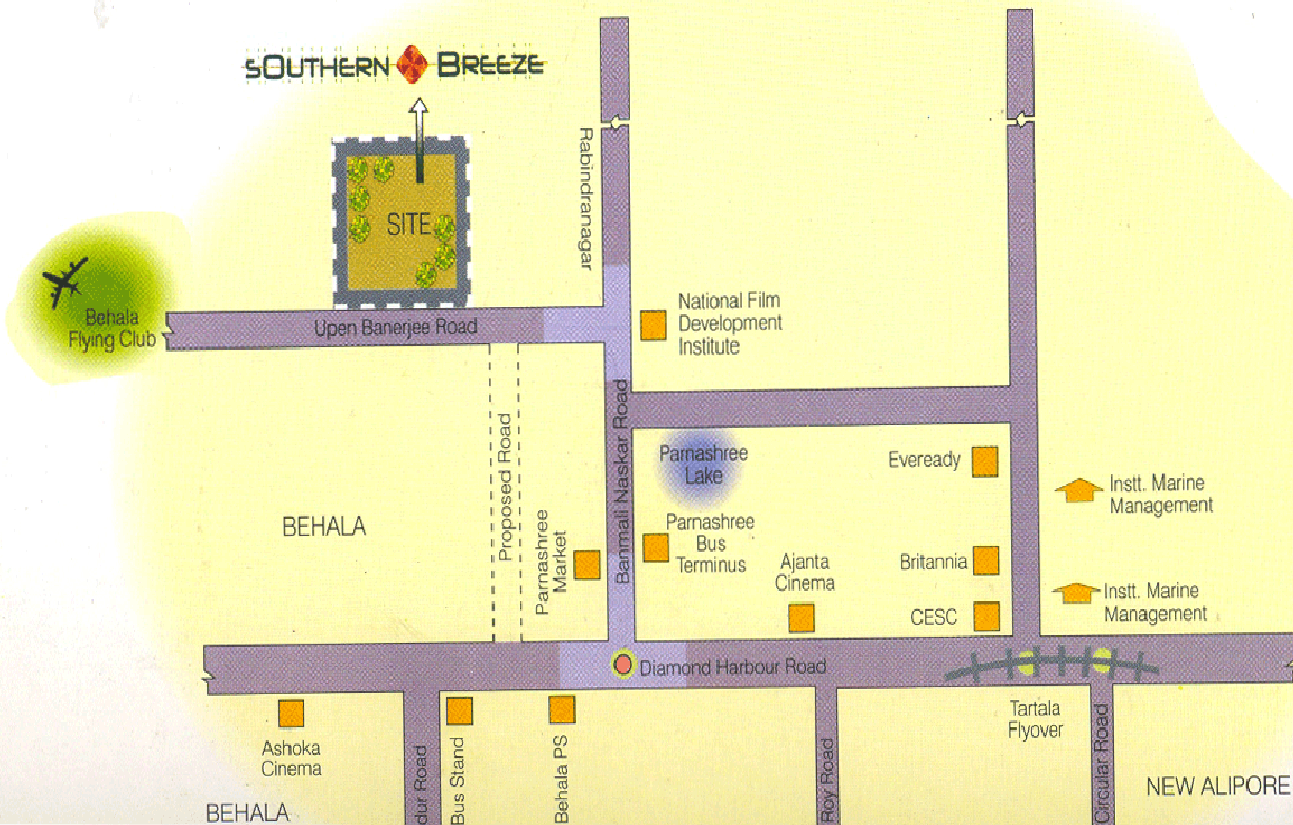 SOUTHERN BREEZE
SITE
Rabindranagar
Behala
Flying Club
Upen Banerjee Road
National Film
Development
Institute
Banmali Naskar Road
Proposed Road
Parnashree
Lake
Eveready
Instt. Marine
Management
BEHALA
Parnashree
Market
Parnashree
Bus
Terminus
Ajanta
Cinema
Britannia
Instt. Marine
Management
CESC
Diamond Harbour Road
Ashoka
Cinema
dur Road
Bus Stand
Behala PS
Roy Road
Tartala
Flyover
Circular Road
NEW ALIPORE
BEHALA